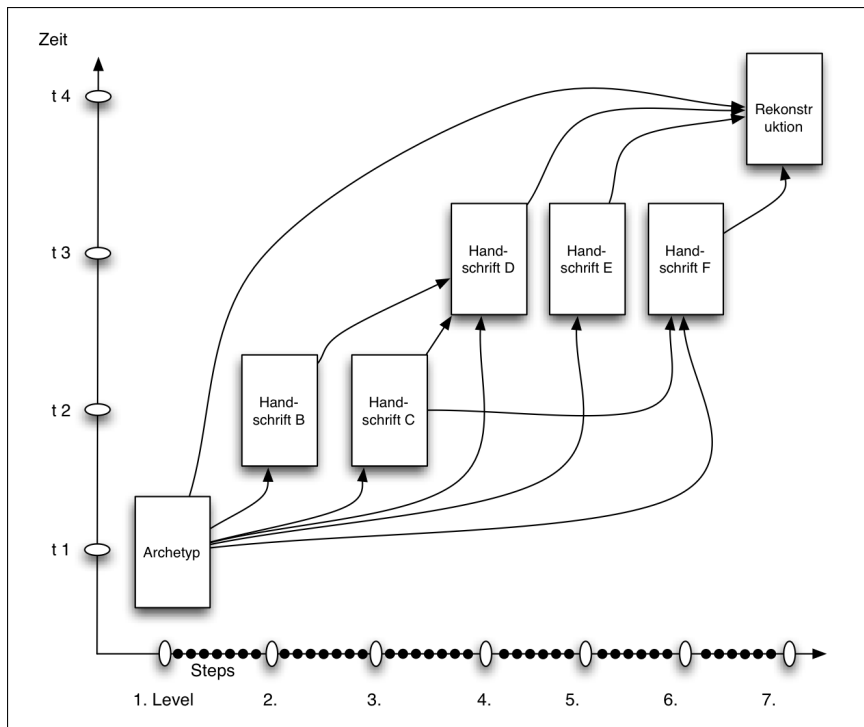 Zeit
t 4
Rekonstr
uktion
t 3
Hand-
schrift D
Hand-
schrift E
Hand-
schrift F
t 2
Hand-
schrift B
Hand-
schrift C
t 1
Archetyp
Steps
1. Level
2.
3.
4.
5.
6.
7.